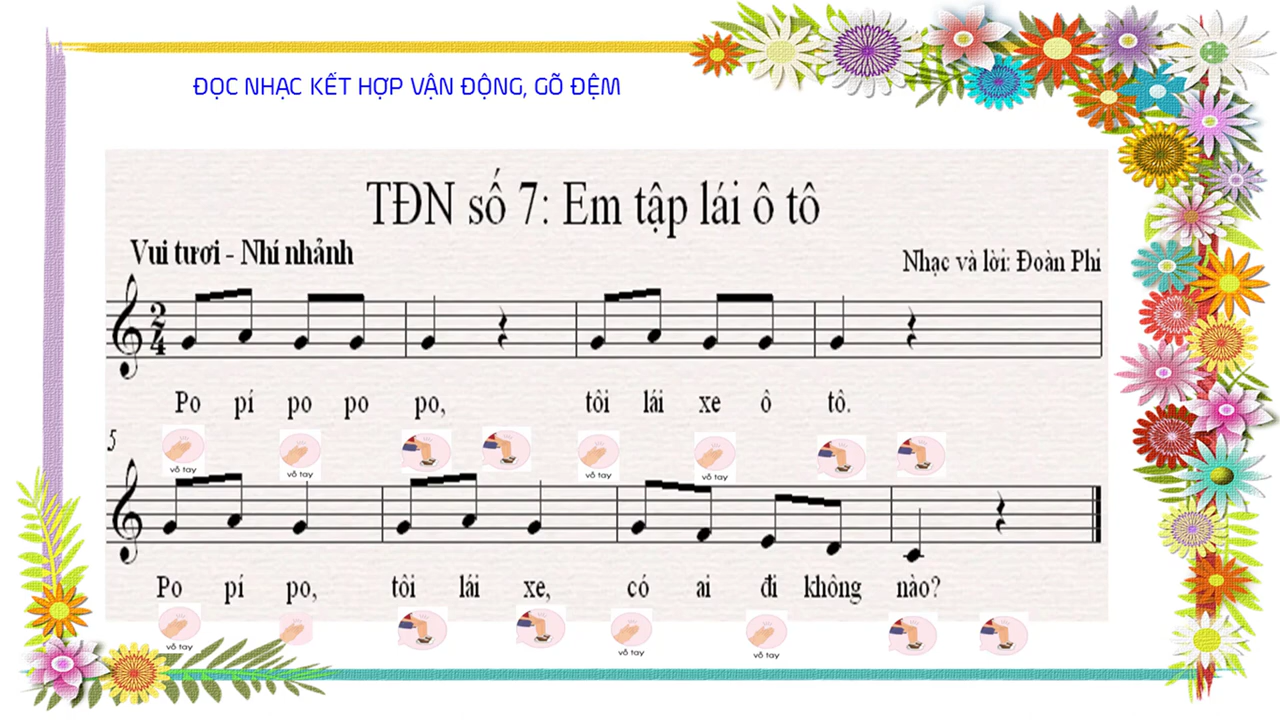 ĐỌC NHẠC KẾT HỢP VẬN ĐỘNG, GÕ ĐỆM
TĐN số 7: Em tập lái ô tô
Vui tươi - Nhí nhảnh
Nhạc và lời: Đoàn Phi
2
4
Po pí po po po, tôi lái xe ô tô.
5
vỗ tay vỗ tay vỗ tay vỗ tay
Po pí po, tôi lái xe, có ai đi không nào?
vỗ tay vỗ tay vỗ tay